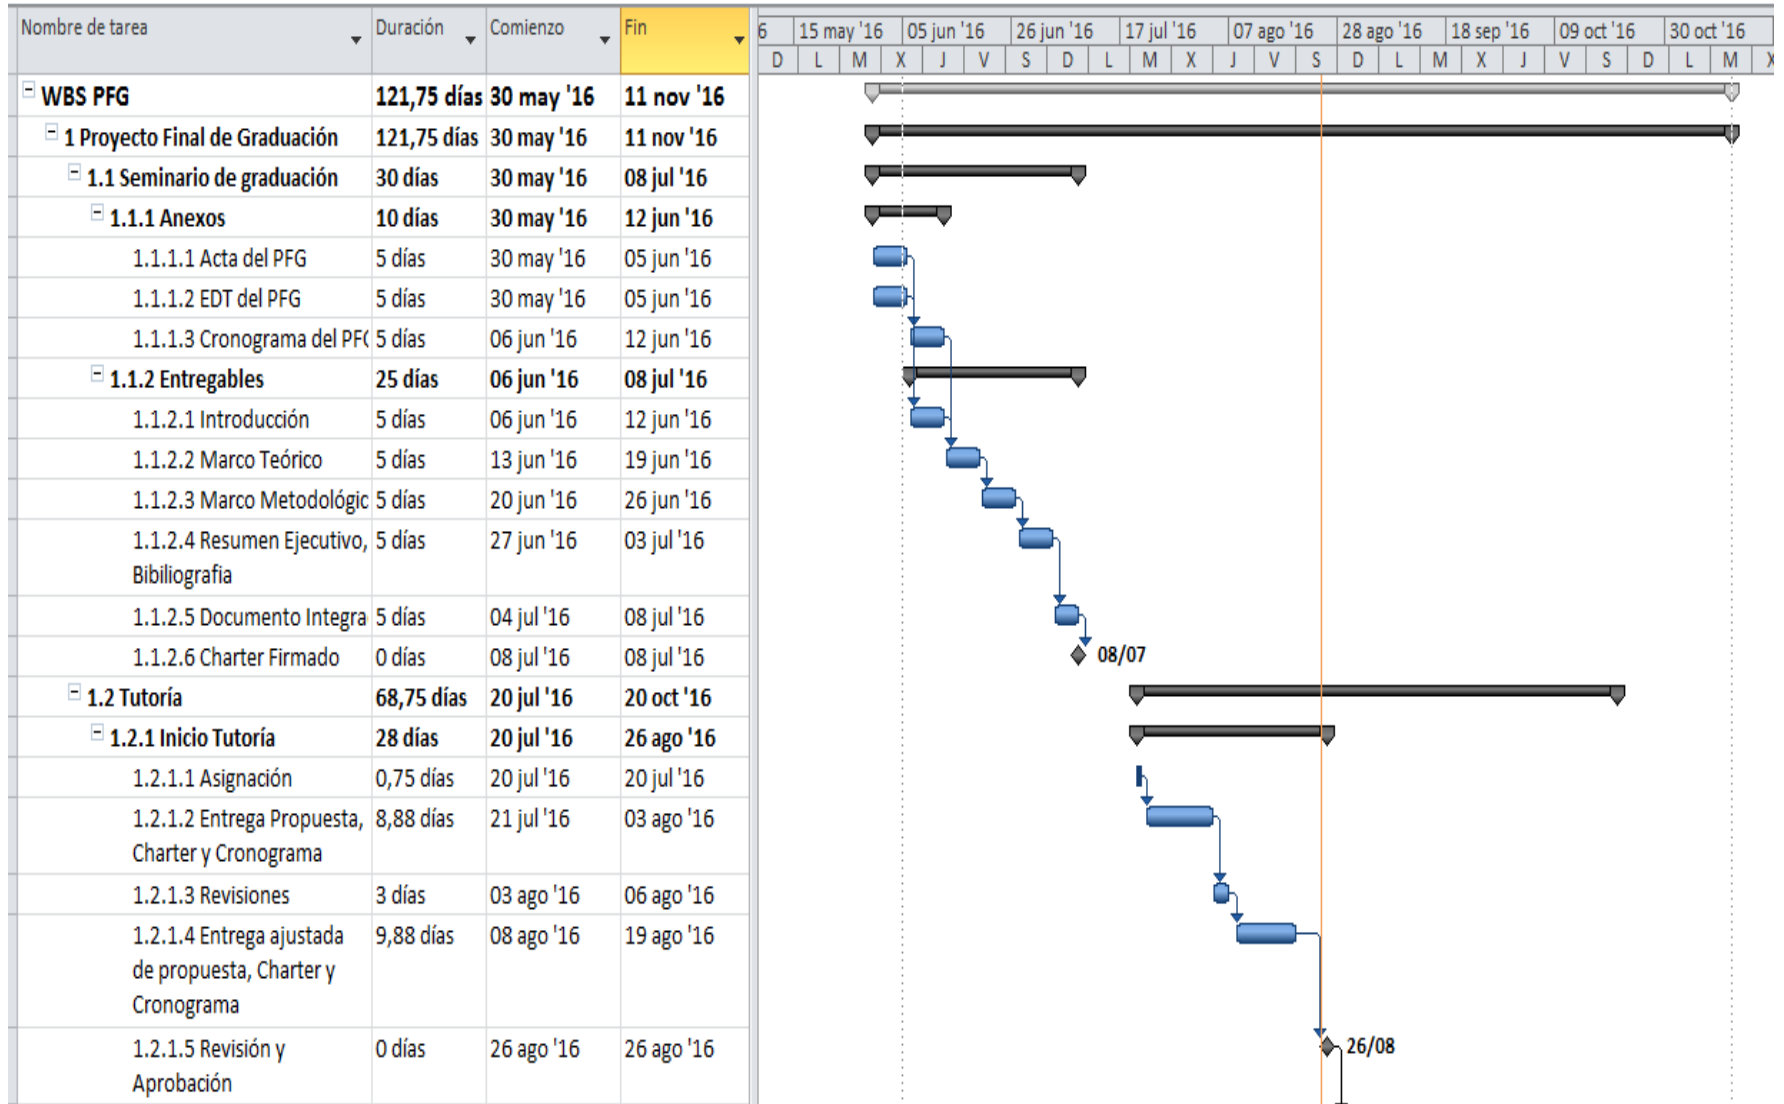 Nombre de tarea Duración Comienzo Fin
6 15 may '16 05 jun '16 26 jun '16 17 jul '16 07 ago '16 28 ago '16 18 sep '16 09 oct '16 30 oct '16
D L M X J V S D L M X J V S D L M X J V S D L M X
WBS PFG 121,75 días 30 may '16 11 nov '16
1 Proyecto Final de Graduación 121,75 días 30 may '16 11 nov '16
1.1 Seminario de graduación 30 días 30 may '16 08 jul '16
1.1.1 Anexos 10 días 30 may '16 12 jun '16
1.1.1.1 Acta del PFG 5 días 30 may '16 05 jun '16
1.1.1.2 EDT del PFG 5 días 30 may '16 05 jun '16
1.1.1.3 Cronograma del PF( 5 días 06 jun '16 12 jun '16
1.1.2 Entregables 25 días 06 jun '16 08 jul '16
1.1.2.1 Introducción 5 días 06 jun '16 12 jun '16
1.1.2.2 Marco Teórico 5 días 13 jun '16 19 jun '16
1.1.2.3 Marco Metodológic 5 días 20 jun '16 26 jun '16
1.1.2.4 Resumen Ejecutivo, 5 días 27 jun '16 03 jul '16
Bibiliografia
1.1.2.5 Documento Integra 5 días 04 jul '16 08 jul '16
1.1.2.6 Charter Firmado 0 días 08 jul '16 08 jul '16 08/07
1.2 Tutoría 68,75 días 20 jul '16 20 oct '16
1.2.1 Inicio Tutoría 28 días 20 jul '16 26 ago '16
1.2.1.1 Asignación 0,75 días 20 jul '16 20 jul '16
1.2.1.2 Entrega Propuesta, 8,88 días 21 jul '16 03 ago '16
Charter y Cronograma
1.2.1.3 Revisiones 3 días 03 ago '16 06 ago '16
1.2.1.4 Entrega ajustada 9,88 días 08 ago '16 19 ago '16
de propuesta, Charter y
Cronograma
1.2.1.5 Revisión y 0 días 26 ago '16 26 ago '16 26/08
Aprobación